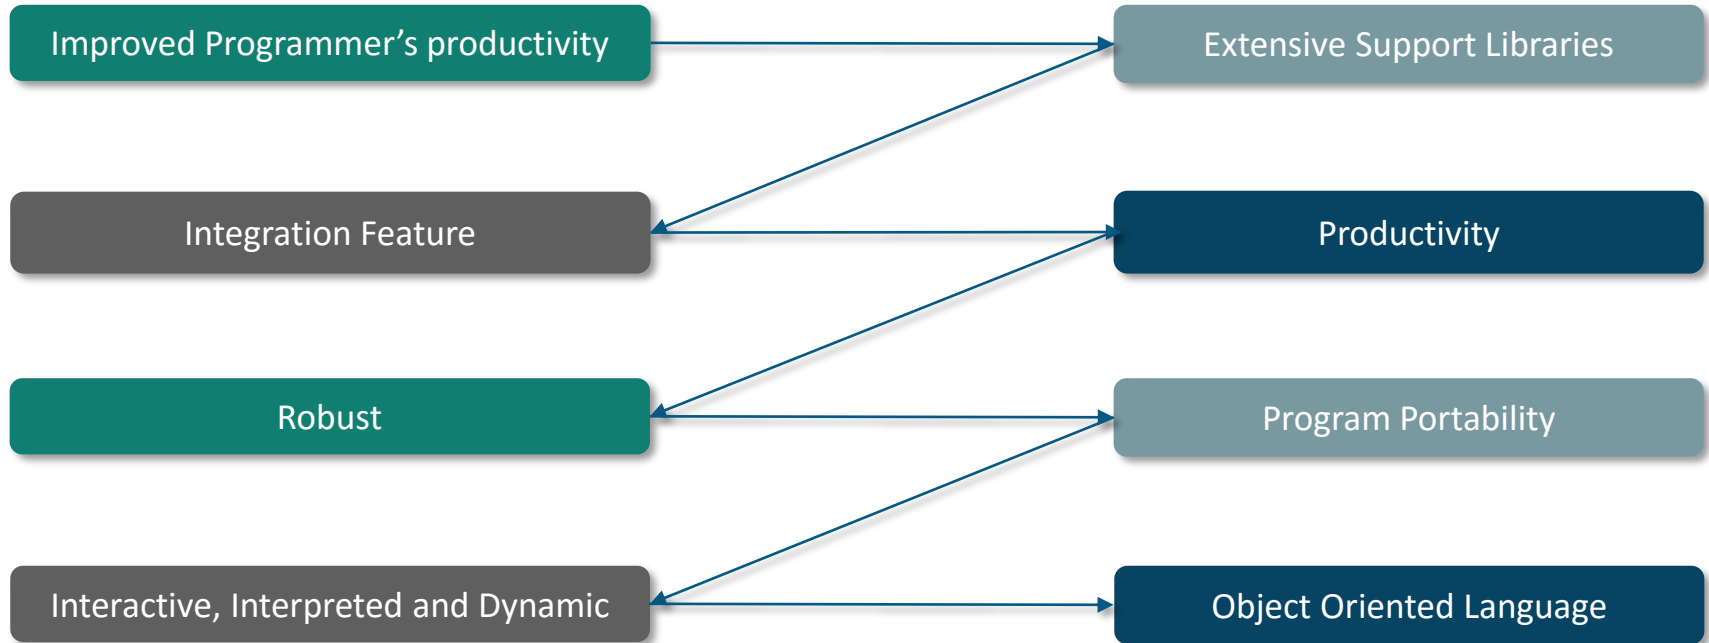 Improved Programmer’s productivity
Extensive Support Libraries
Integration Feature
Productivity
Robust
Program Portability
Interactive, Interpreted and Dynamic
Object Oriented Language